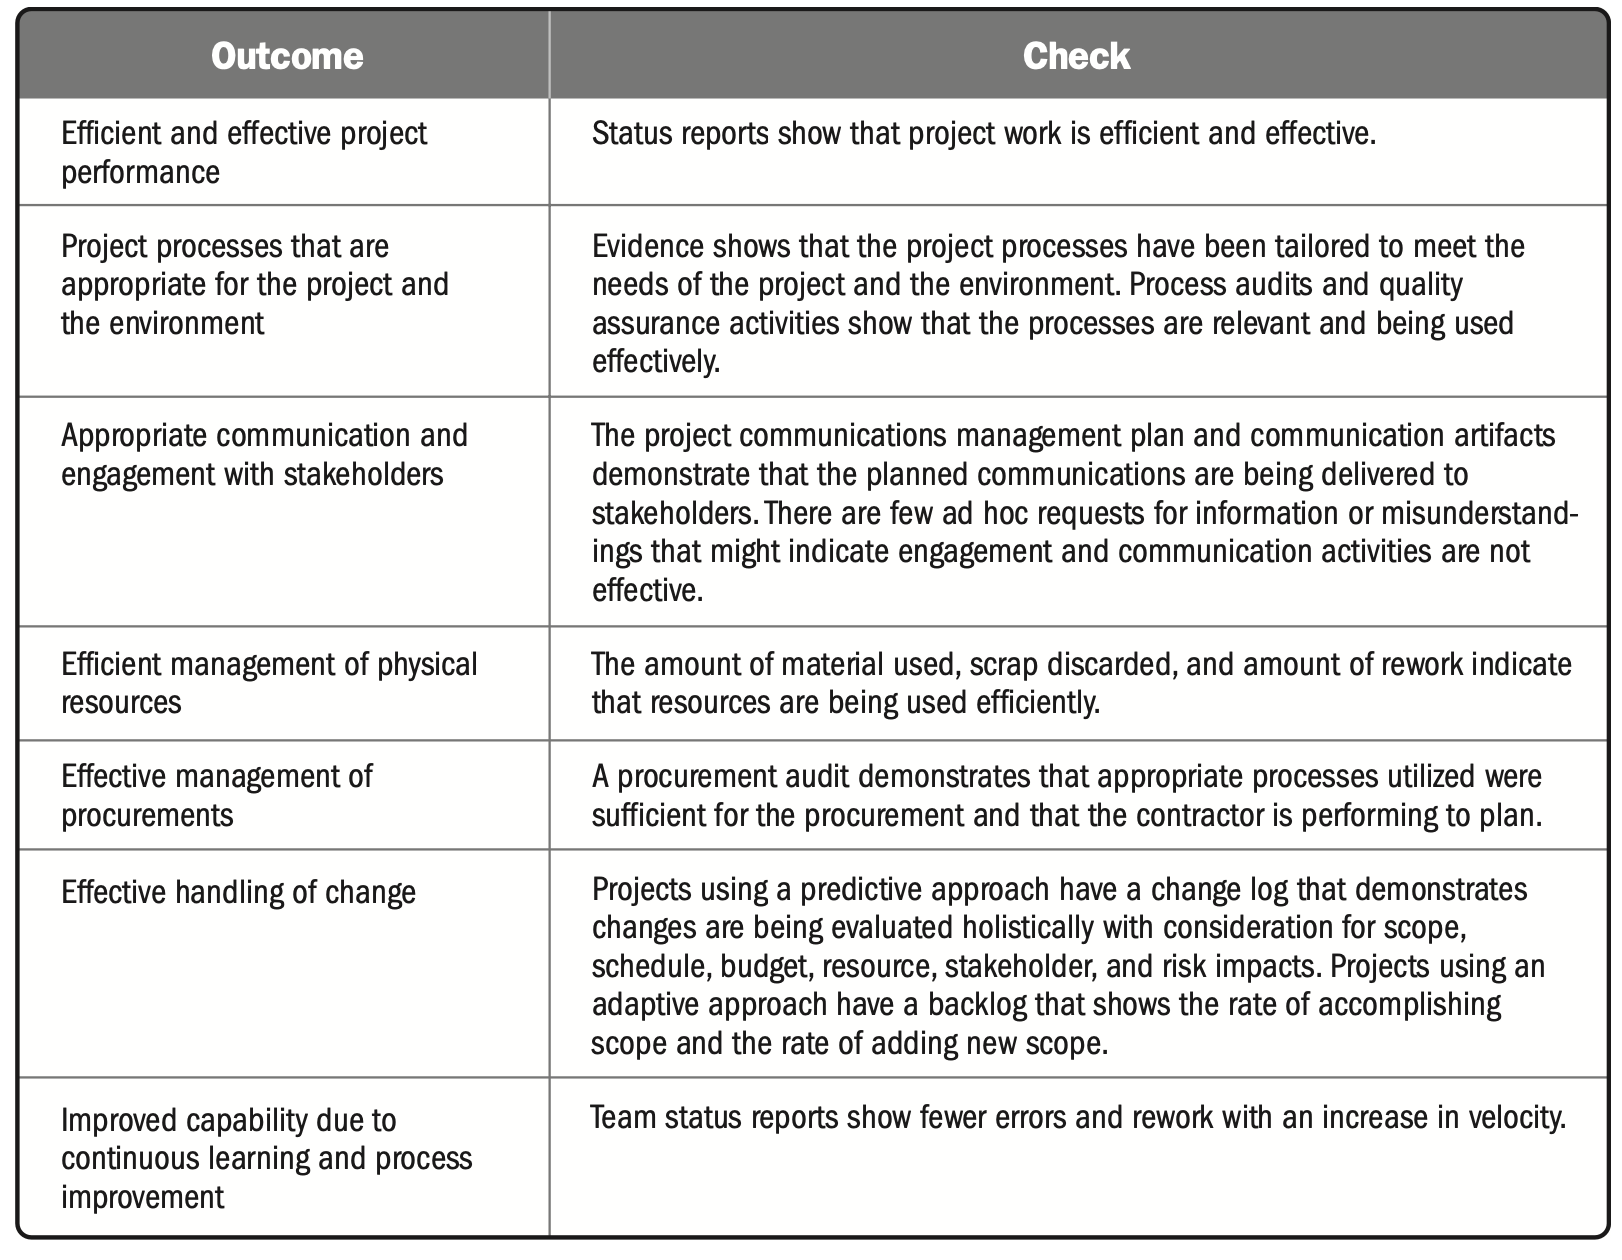 Outcome
Check
Efficient and effective project
performance
Status reports show that project work is efficient and effective.
Project processes that are
appropriate for the project and
the environment
Evidence shows that the project processes have been tailored to meet the
needs of the project and the environment. Process audits and quality
assurance activities show that the processes are relevant and being used
effectively.
Appropriate communication and
engagement with stakeholders
The project communications management plan and communication artifacts
demonstrate that the planned communications are being delivered to
stakeholders. There are few ad hoc requests for information or misunderstand-
ings that might indicate engagement and communication activities are not
effective.
Efficient management of physical
resources
The amount of material used, scrap discarded, and amount of rework indicate
that resources are being used efficiently.
Effective management of
procurements
A procurement audit demonstrates that appropriate processes utilized were
sufficient for the procurement and that the contractor is performing to plan.
Effective handling of change
Projects using a predictive approach have a change log that demonstrates
changes are being evaluated holistically with consideration for scope,
schedule, budget, resource, stakeholder, and risk impacts. Projects using an
adaptive approach have a backlog that shows the rate of accomplishing
scope and the rate of adding new scope.
Improved capability due to
continuous learning and process
improvement
Team status reports show fewer errors and rework with an increase in velocity.